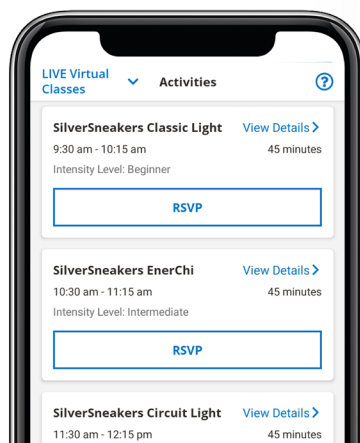 LIVE Virtual
Classes
Activities
?
SilverSneakers Classic Light View Details
9:30 am - 10:15 am 45 minutes
Intensity Level: Beginner
RSVP
SilverSneakers EnerChi View Details
10:30 am - 11:15 am 45 minutes
Intensity Level: Intermediate
RSVP
SilverSneakers Circuit Light View Details
11:30 am - 12:15 pm 45 minutes